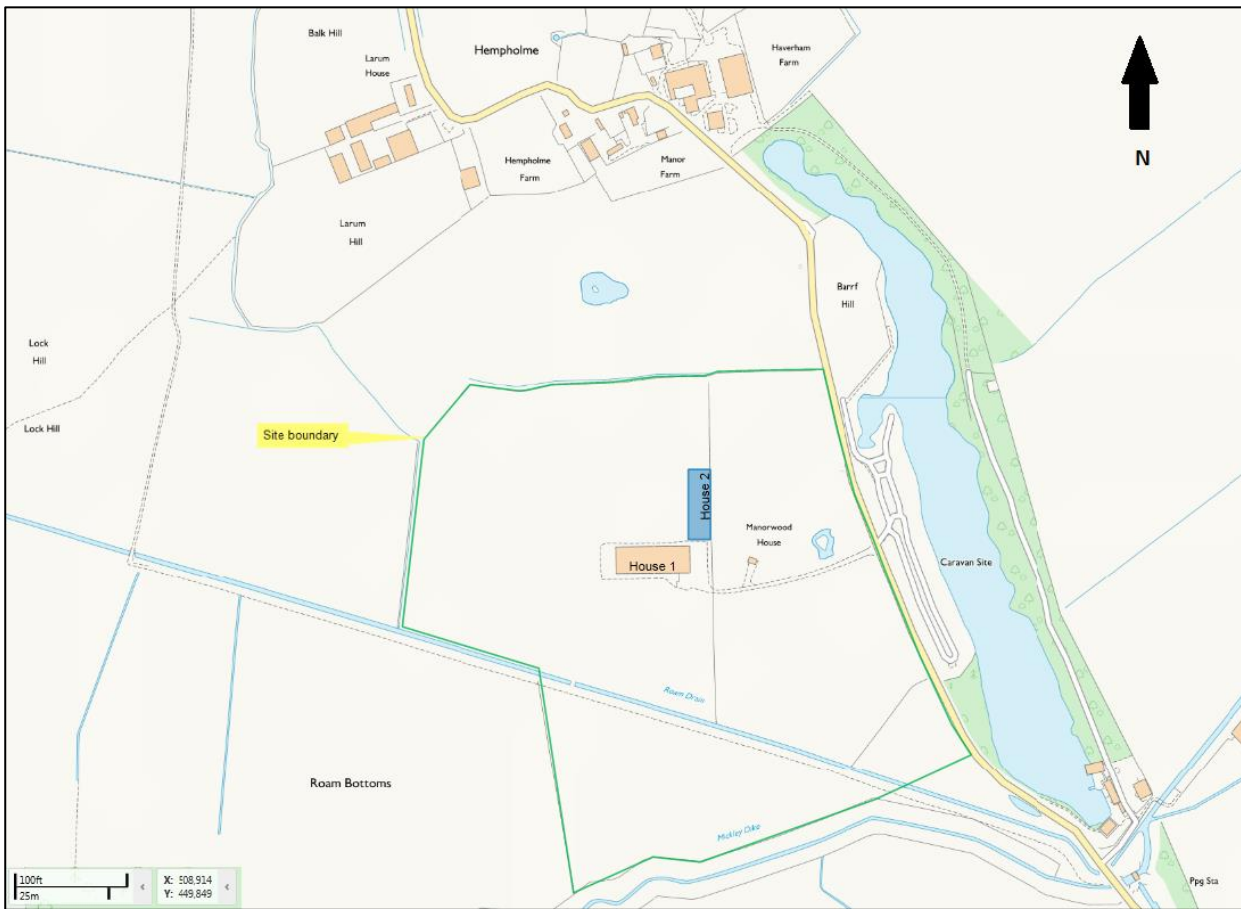 Balk Hill
Hempholme
Haverham
Farm
Larum
House
N
Hempholme
Farm
Manor
Farm
Larum
Hill
Barrf
Hill
Lock
Hill
Lock Hill
Site boundary
House 2
Manorwood
House
House 1
Caravan Site
Roam Drain
Roam Bottoms
Mickley Dike
100ft
25m
X: 508,914
Y: 449,849
Ppg Sta